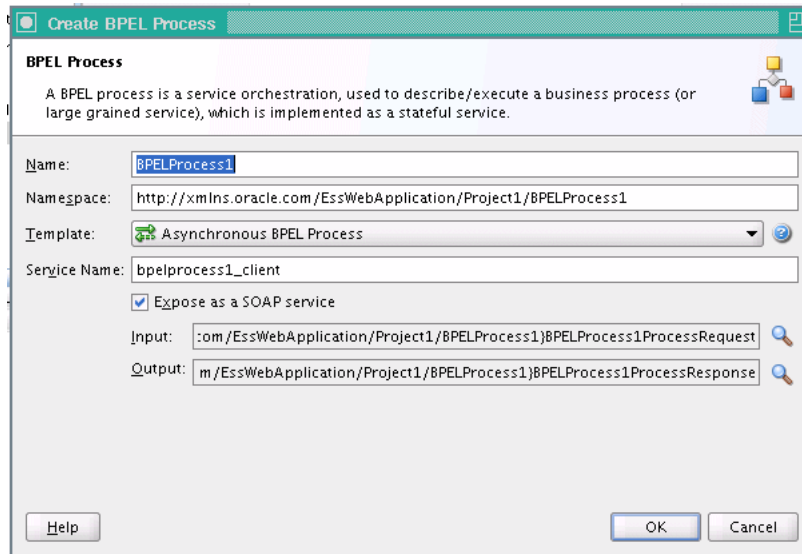 Create BPEL Process
BPEL Process
A BPEL process is a service orchestration, used to describe/execute a business process (or
large grained service), which is implemented as a stateful service.
Name: BPELProcess1
Namespace: http://xmlns.oracle.com/EssWebApplication/Project1/BPELProcess1
Template: Asynchronous BPEL Process
Service Name: bpelprocess1_client
Expose as a SOAP service
Input: :om/EssWebApplication/Project1/BPELProcess1}BPELProcess1ProcessRequest
Output: m/EssWebApplication/Project1/BPELProcess1}BPELProcess1ProcessResponse
Help OK Cancel